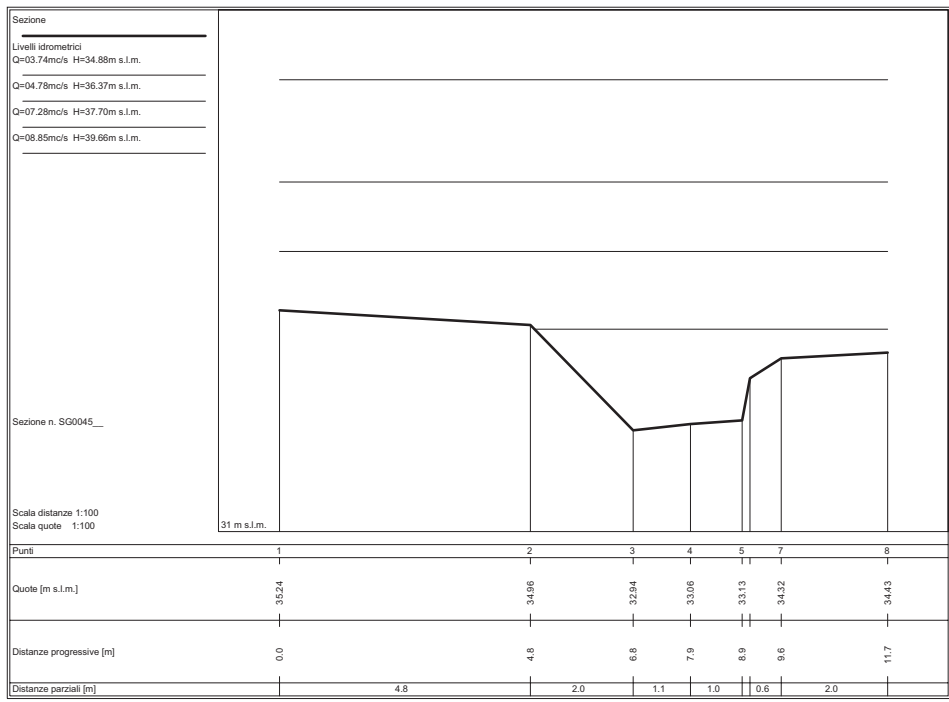 Sezione
Livelli idrometrici
Q=03.74mc/s H=34.88m s.l.m.
Q=04.78mc/s H=36.37m s.l.m.
Q=07.28mc/s H=37.70m s.l.m.
Q=08.85mc/s H=39.66m s.l.m.
Sezione n. SG0045__
Scala distanze 1:100
Scala quote 1:100
31 m s.l.m.
Punti 1 2 3 4 5 7 8
Quote [m s.l.m.] 35.24 34.96 32.94 33.06 33.13 34.32 34.43
Distanze progressive [m] 0.0 4.8 6.8 7.9 8.9 9.6 11.7
Distanze parziali [m] 4.8 2.0 1.1 1.0 0.6 2.0